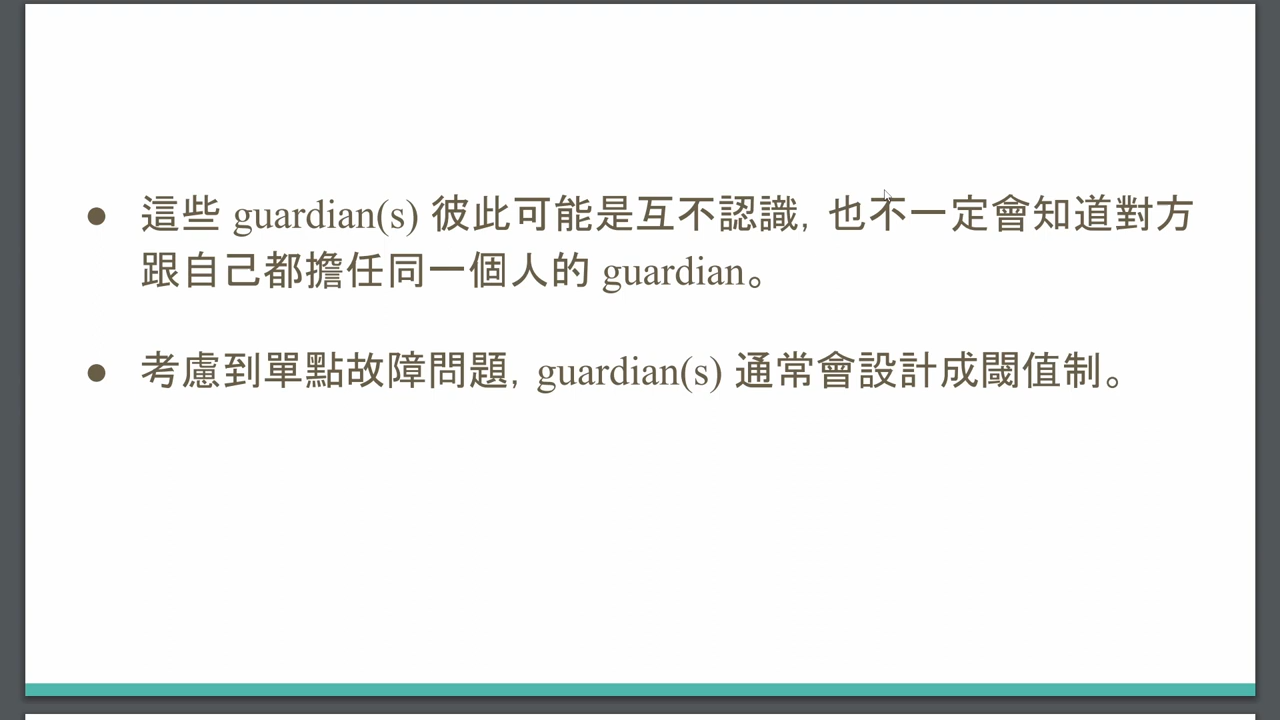 ● 這些 guardian(s) 彼此可能是互不認識，也不一定會知道對方
跟自己都擔任同一個人的 guardian。
● 考慮到單點故障問題，guardian(s) 通常會設計成閾值制。